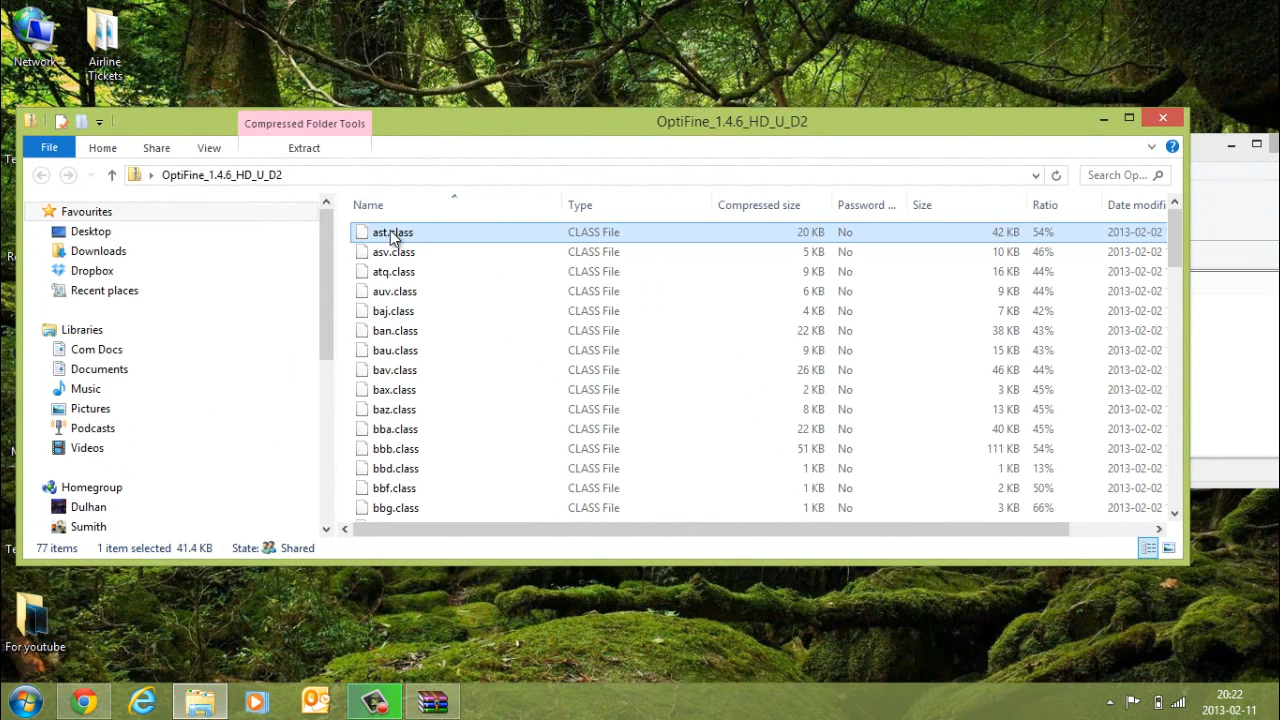 Network
Airline
Tickets
Compressed Folder Tools
OptiFine_1.4.6_HD_U_D2
File
Home
Share
View
Extract
OptiFine_1.4.6_HD_U_D2
Search Op...
Name
Type
Compressed size
Password ...
Size
Ratio
Date modifi
Favourites
Desktop
Downloads
Dropbox
Recent places
Libraries
Com Docs
Documents
Music
Pictures
Podcasts
Videos
Homegroup
Dulhan
Sumith
ast.class CLASS File 20 KB No 42 KB 54% 2013-02-02
asv.class CLASS File 5 KB No 10 KB 46% 2013-02-02
atq.class CLASS File 9 KB No 16 KB 44% 2013-02-02
auv.class CLASS File 6 KB No 9 KB 44% 2013-02-02
baj.class CLASS File 4 KB No 7 KB 42% 2013-02-02
ban.class CLASS File 22 KB No 38 KB 43% 2013-02-02
bau.class CLASS File 9 KB No 15 KB 43% 2013-02-02
bav.class CLASS File 26 KB No 46 KB 44% 2013-02-02
bax.class CLASS File 2 KB No 3 KB 45% 2013-02-02
baz.class CLASS File 8 KB No 13 KB 45% 2013-02-02
bba.class CLASS File 22 KB No 40 KB 45% 2013-02-02
bbb.class CLASS File 51 KB No 111 KB 54% 2013-02-02
bbd.class CLASS File 1 KB No 1 KB 13% 2013-02-02
bbf.class CLASS File 1 KB No 2 KB 50% 2013-02-02
bbg.class CLASS File 1 KB No 3 KB 66% 2013-02-02
77 items 1 item selected 41.4 KB State: Shared
For youtube
20:22
2013-02-11